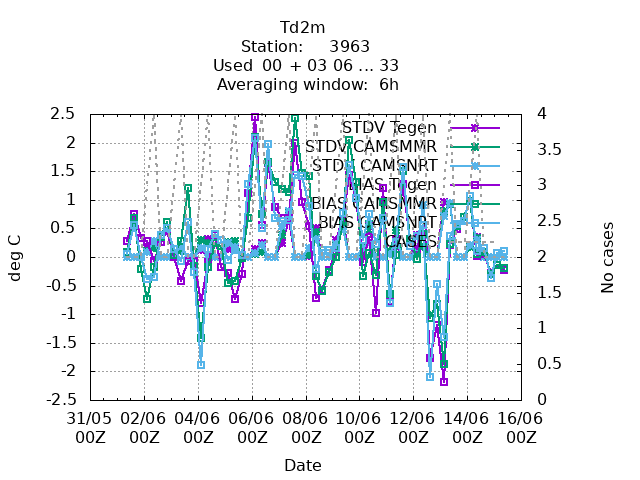 Td2m
Station: 3963
Used 00 + 03 06 ... 33
Averaging window: 6h
deg C
No cases
2.5
2
1.5
1
0.5
0
-0.5
-1
-1.5
-2
-2.5
4
3.5
3
2.5
2
1.5
1
0.5
0
STDV Tegen
STDV CAMSMMR
STDV CAMSNRT
BIAS Tegen
BIAS CAMSMMR
BIAS CAMSNRT
CASES
31/05 02/06 04/06 06/06 08/06 10/06 12/06 14/06 16/06
00Z 00Z 00Z 00Z 00Z 00Z 00Z 00Z 00Z
Date